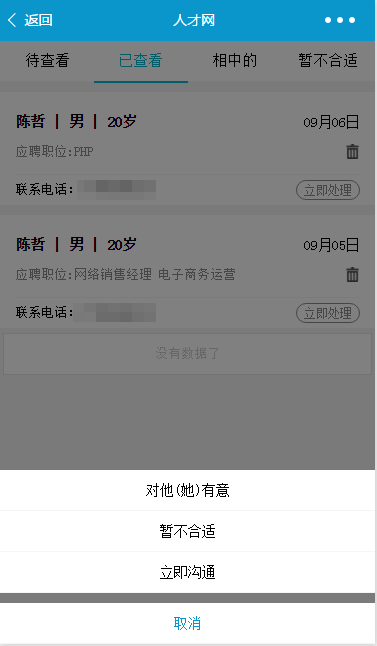 返回 人才网
待查看 已查看 相中的 暂不合适
陈哲 | 男 | 20岁 09月06日
应聘职位:PHP
联系电话: 立即处理
陈哲 | 男 | 20岁 09月05日
应聘职位:网络销售经理 电子商务运营
联系电话: 立即处理
没有数据了
对他(她)有意
暂不合适
立即沟通
取消